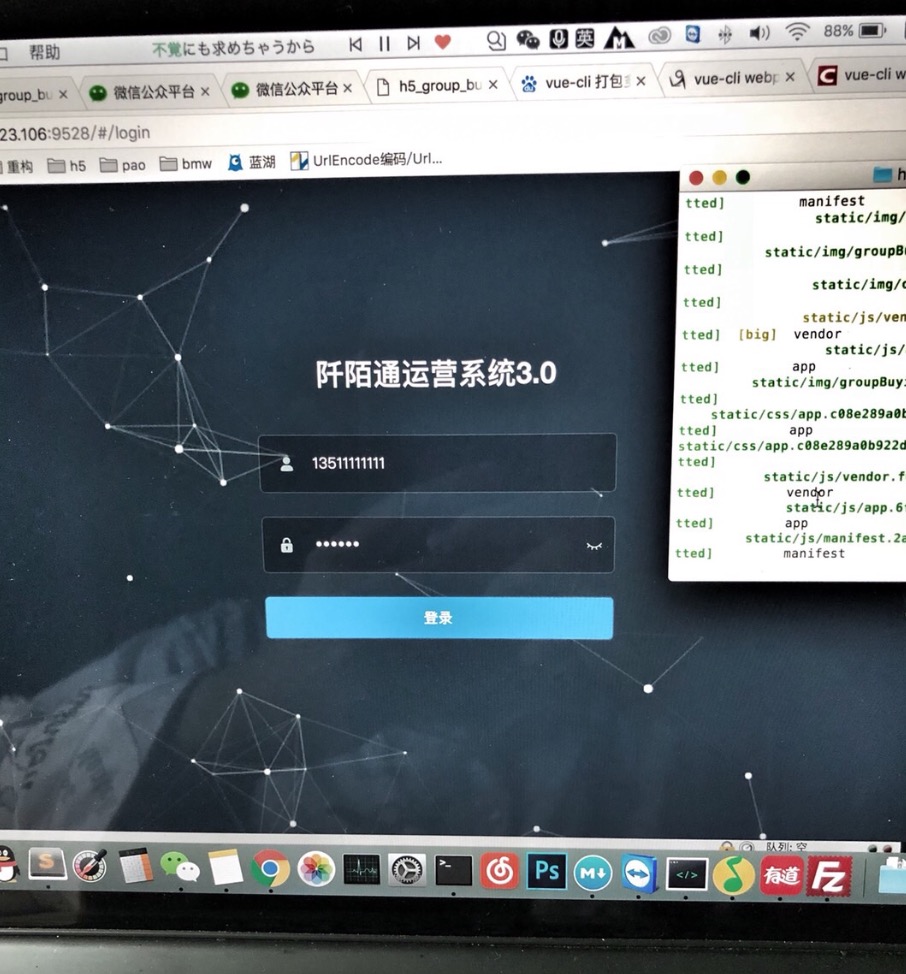 帮助 不覚にも求めちゃうから 英 88%
group_bu × 微信公众平台 × 微信公众平台 × h5_group_bu × vue-cli 打包 × vue-cli webp × vue-cli w
23.106:9528/#/login
重构 h5 pao bmw 蓝湖 UrlEncode编码/Url...
h
tted] manifest
static/img/
tted]
static/img/groupB
tted]
static/img/
tted]
static/js/ven
tted] [big] vendor
static/js/
tted] app
static/img/groupBuy
tted]
static/css/app.c08e289a0b
tted] app
static/css/app.c08e289a0b922d
tted]
static/js/vendor.f
tted] vendor
static/js/app.6
tted] app
static/js/manifest.2a
tted] manifest
阡陌通运营系统3.0
13511111111
••••••
登录
队列: 空
S >_ Ps M↓ </> 有道 Fz